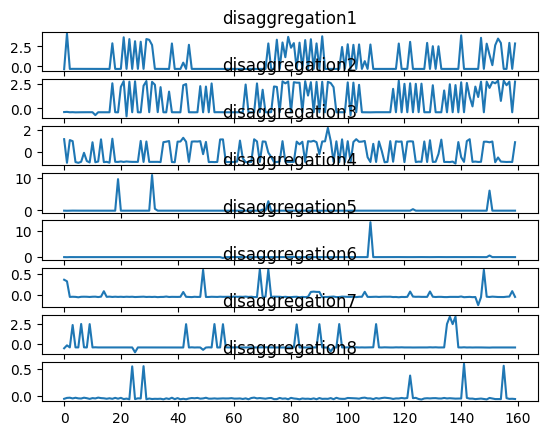 disaggregation1
2.5
0.0
disaggregation2
2.5
0.0
disaggregation3
2
0
disaggregation4
10
0
disaggregation5
10
0
disaggregation6
0.5
0.0
disaggregation7
2.5
0.0
disaggregation8
0.5
0.0
0 20 40 60 80 100 120 140 160